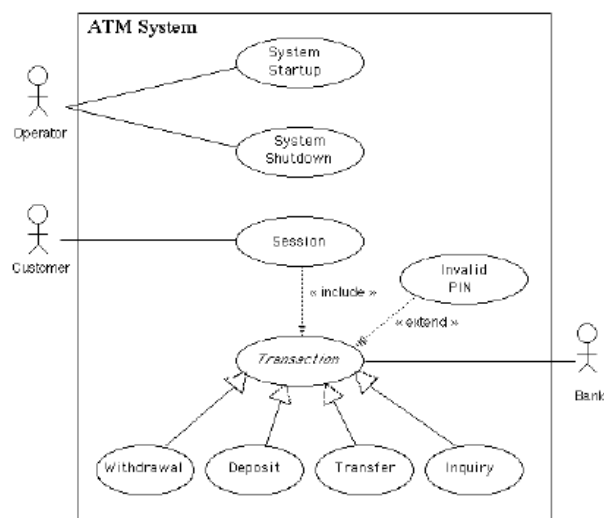 ATM System
System
Startup
Operator
System
Shutdown
Customer
Session
Invalid
PIN
« include »
« extend »
Transaction
Bank
Withdrawal
Deposit
Transfer
Inquiry